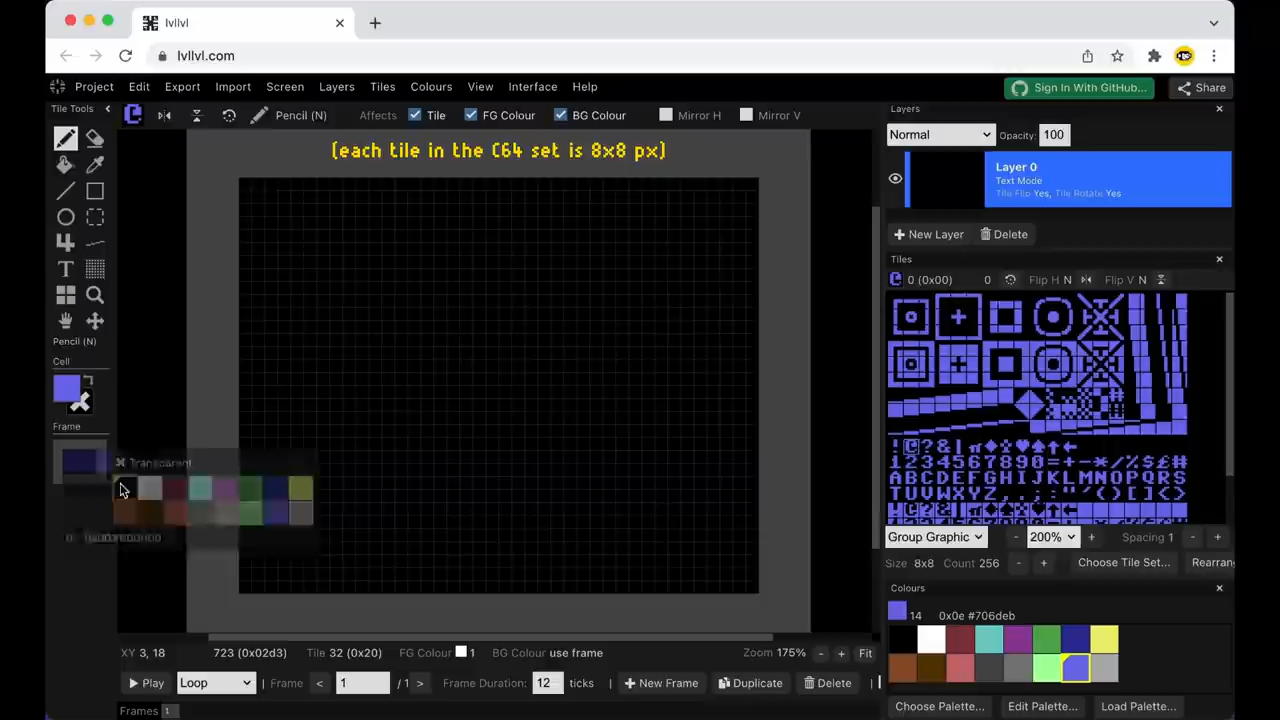 lvllvl
lvllvl.com
Project Edit Export Import Screen Layers Tiles Colours View Interface Help Sign In With GitHub... Share
Tile Tools
Pencil (N) Affects Tile FG Colour BG Colour Mirror H Mirror V
(each tile in the C64 set is 8x8 px)
Pencil (N)
Cell
Frame
Transparent
XY 3, 18 723 (0x02d3) Tile 32 (0x20) FG Colour 1 BG Colour use frame Zoom 175% - + Fit
Play Loop Frame < 1 / 1 > Frame Duration: 12 ticks New Frame Duplicate Delete
Frames 1
Layers
Normal Opacity: 100
Layer 0
Text Mode
Tile Flip Yes, Tile Rotate Yes
New Layer Delete
Tiles
0 (0x00) 0 Flip H N Flip V N
1234567890=+-*/%$£#
ABCDEFGHIJKLMNOPQRS
TUVWXYZ,.;:"'()[]<>
Group Graphic - 200% + Spacing 1 - +
Size 8x8 Count 256 - + Choose Tile Set... Rearran
Colours
14 0x0e #706deb
Choose Palette... Edit Palette... Load Palette...